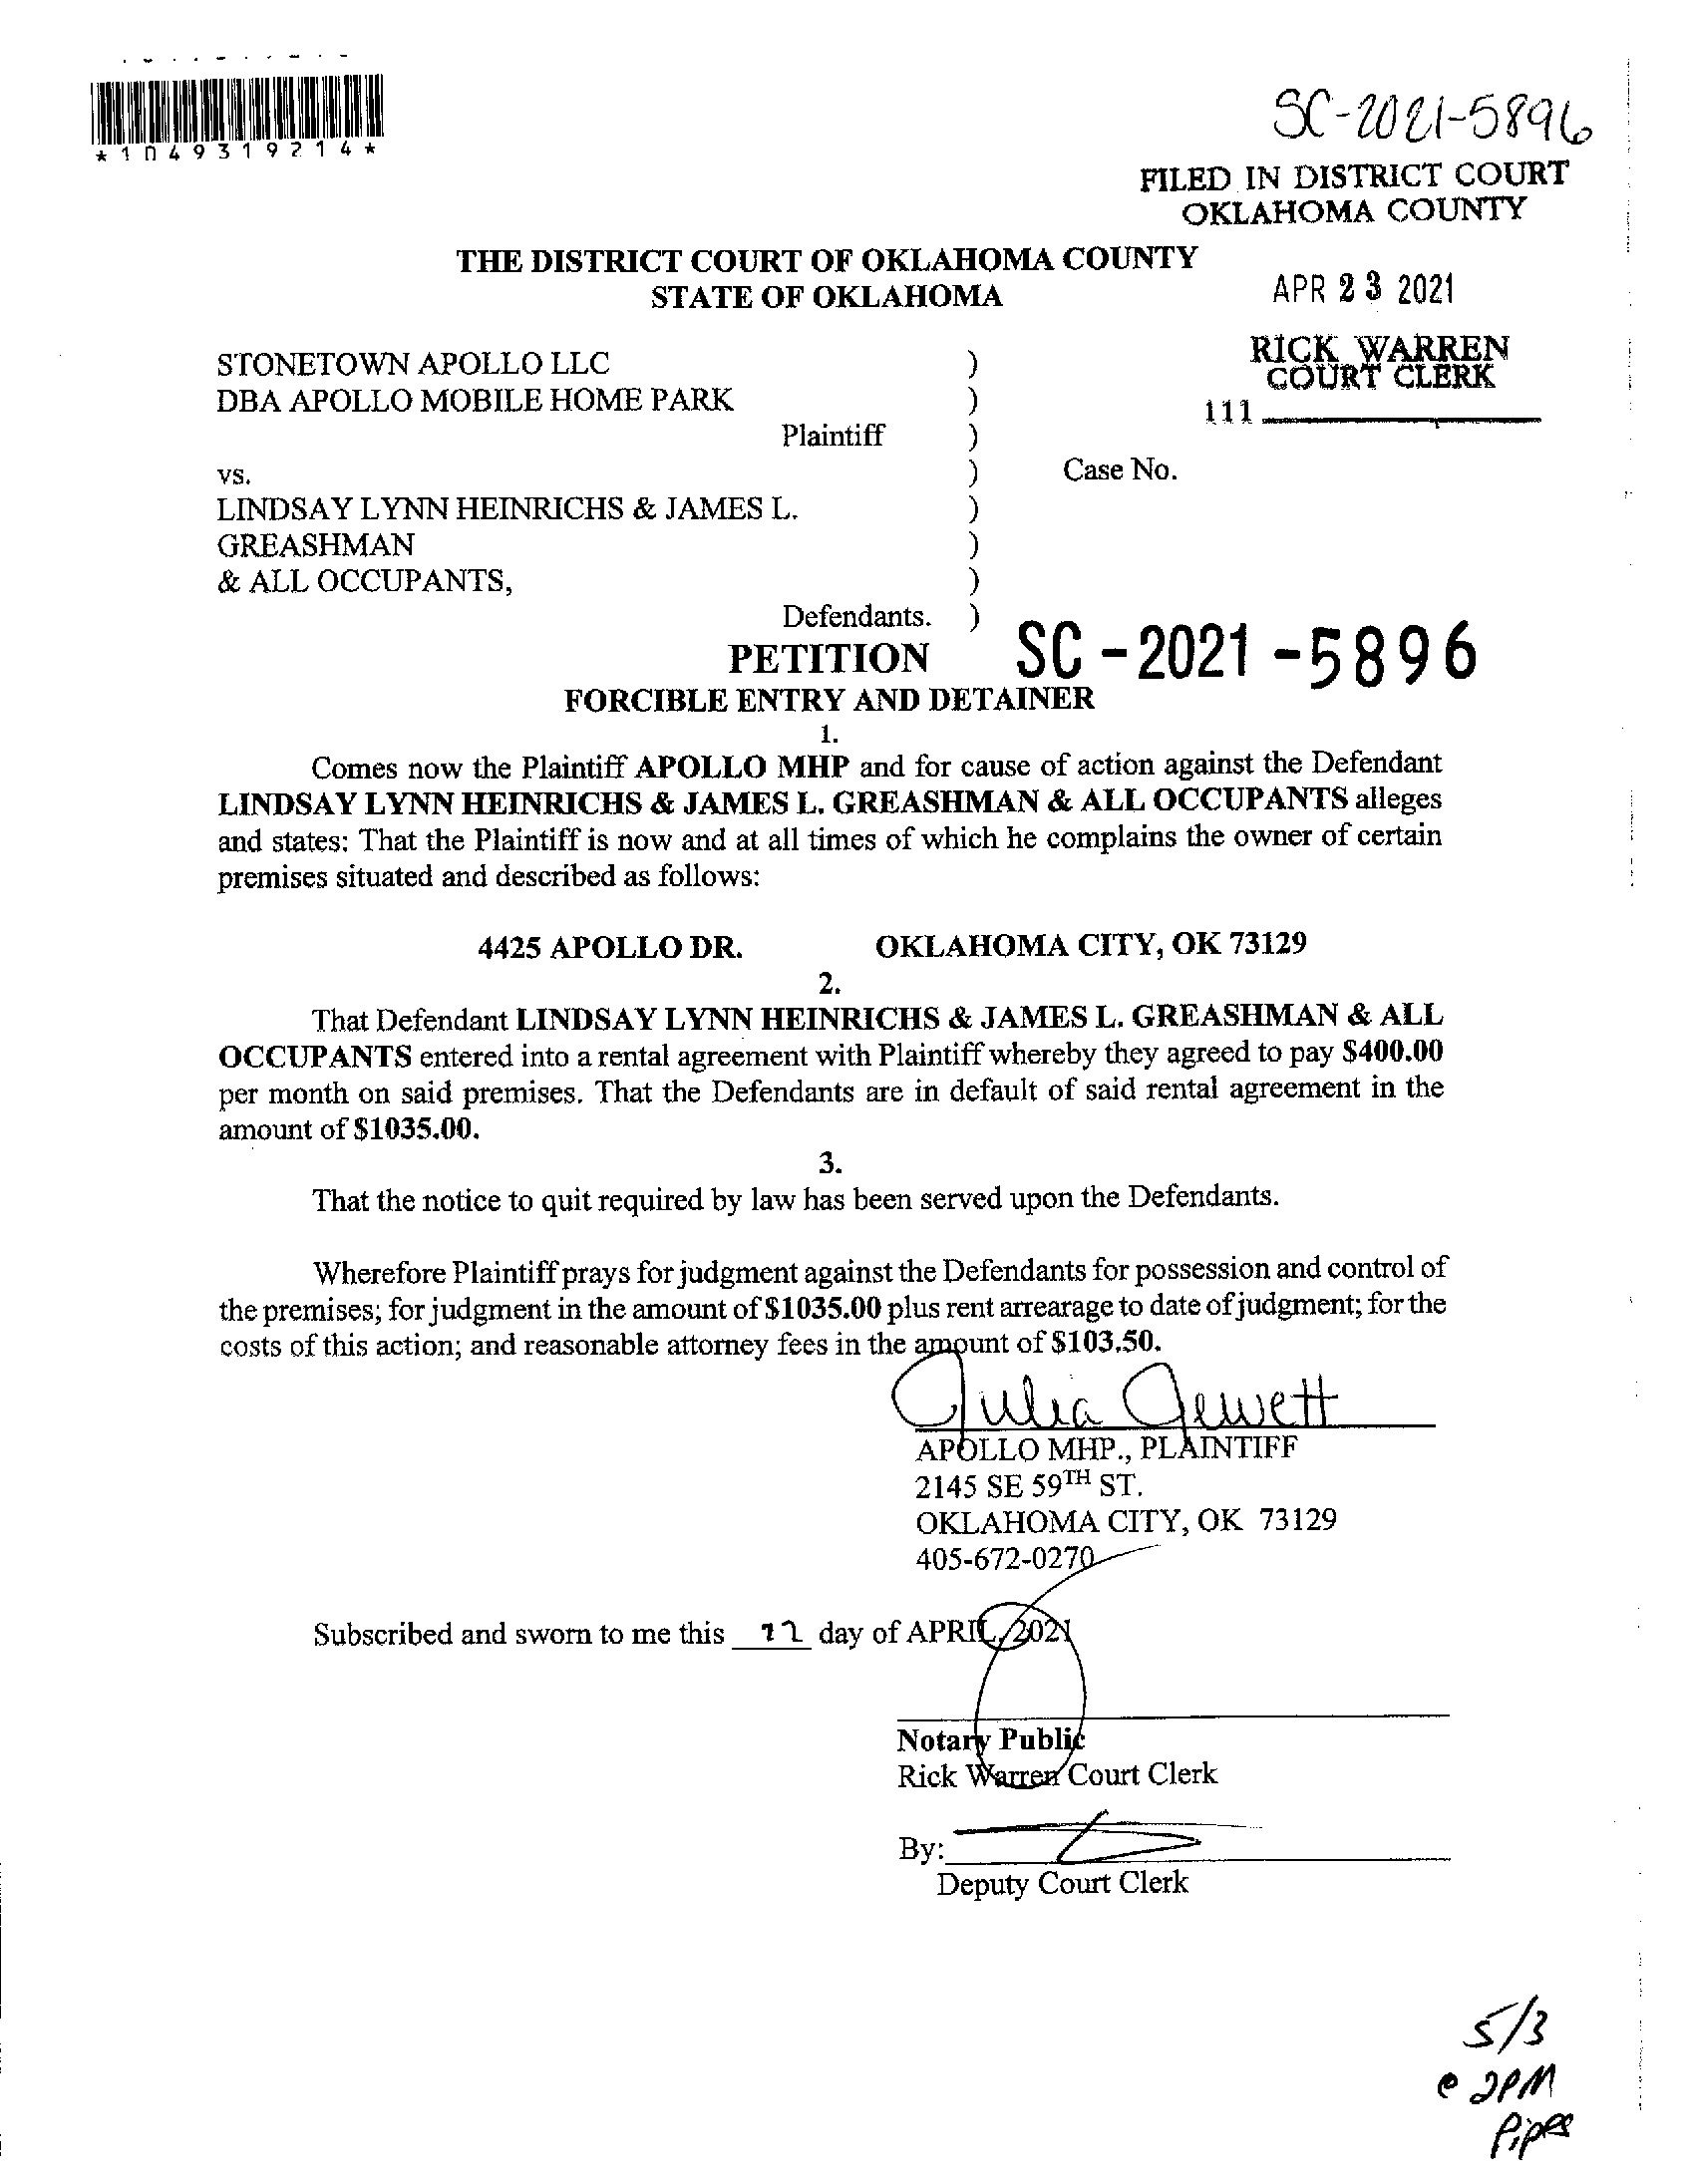 *1049319214*
SC-2021-5896
FILED IN DISTRICT COURT
OKLAHOMA COUNTY
THE DISTRICT COURT OF OKLAHOMA COUNTY
STATE OF OKLAHOMA
APR 23 2021
RICK WARREN
COURT CLERK
111
STONETOWN APOLLO LLC )
DBA APOLLO MOBILE HOME PARK )
Plaintiff )
vs. ) Case No.
LINDSAY LYNN HEINRICHS & JAMES L. )
GREASHMAN )
& ALL OCCUPANTS, )
Defendants. )
PETITION SC-2021-5896
FORCIBLE ENTRY AND DETAINER
1.
Comes now the Plaintiff APOLLO MHP and for cause of action against the Defendant
LINDSAY LYNN HEINRICHS & JAMES L. GREASHMAN & ALL OCCUPANTS alleges
and states: That the Plaintiff is now and at all times of which he complains the owner of certain
premises situated and described as follows:
4425 APOLLO DR. OKLAHOMA CITY, OK 73129
2.
That Defendant LINDSAY LYNN HEINRICHS & JAMES L. GREASHMAN & ALL
OCCUPANTS entered into a rental agreement with Plaintiff whereby they agreed to pay $400.00
per month on said premises. That the Defendants are in default of said rental agreement in the
amount of $1035.00.
3.
That the notice to quit required by law has been served upon the Defendants.
Wherefore Plaintiff prays for judgment against the Defendants for possession and control of
the premises; for judgment in the amount of $1035.00 plus rent arrearage to date of judgment; for the
costs of this action; and reasonable attorney fees in the amount of $103.50.
Julia Jewett
APOLLO MHP., PLAINTIFF
2145 SE 59TH ST.
OKLAHOMA CITY, OK 73129
405-672-0270
Subscribed and sworn to me this day of APRIL, 2021
Notary Public
Rick Warren Court Clerk
By:
Deputy Court Clerk
5/3
@ 2PM
Pipes